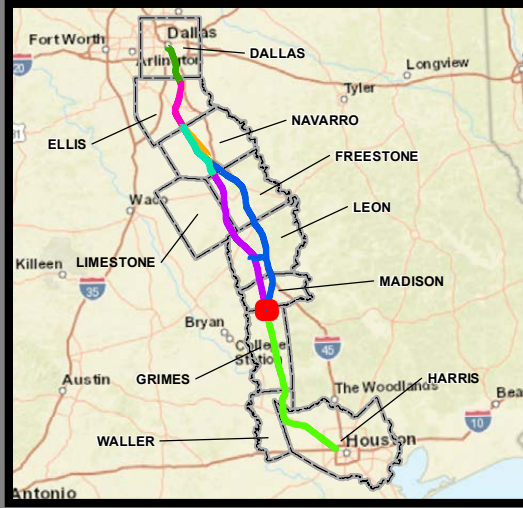 Dallas
Fort Worth
DALLAS
Arlington
Longview
20
Tyler
NAVARRO
ELLIS
FREESTONE
Waco
LEON
LIMESTONE
Killeen
MADISON
35
Bryan
College
Station
45
GRIMES
HARRIS
Austin
The Woodlands
Bea
10
WALLER
Houston
Antonio